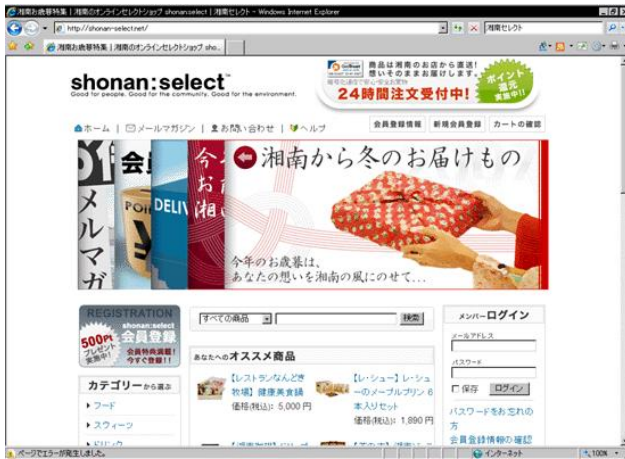 湘南お歳暮特集 | 湘南のオンラインセレクトショップ shonan:select | 湘南セレクト - Windows Internet Explorer
http://shonan-select.net/
湘南セレクト
湘南お歳暮特集 | 湘南のオンラインセレクトショップ sho...
shonan:select™
Good for people. Good for the community. Good for the environment.
商品は湘南のお店から直送!
想いそのままお届けします。
24時間注文受付中!
ポイント
還元
実施中!!
ホーム | メールマガジン | お問い合わせ | ヘルプ
会員登録情報
新規会員登録
カートの確認
メルマガ
会
POIN
¥
DELIV
今
お
湘
湘南から冬のお届けもの
今年のお歳暮は、
あなたの想いを湘南の風にのせて...
REGISTRATION
shonan:select
500Pt
プレゼント
実施中!
会員登録
会員特典満載!
今すぐ登録!!
すべての商品
検索
メンバーログイン
メールアドレス
パスワード
保存
ログイン
パスワードをお忘れの
方
会員登録情報の確認
あなたへのオススメ商品
【レストランなんどき
牧場】健康美食鍋
価格(税込): 5,000 円
【レ・シュー】レ・シュ
ーのメープルプリン 6
本入りセット
価格(税込): 1,890 円
カテゴリーから選ぶ
フード
スウィーツ
ドリンク
ページでエラーが発生しました。
インターネット
100%